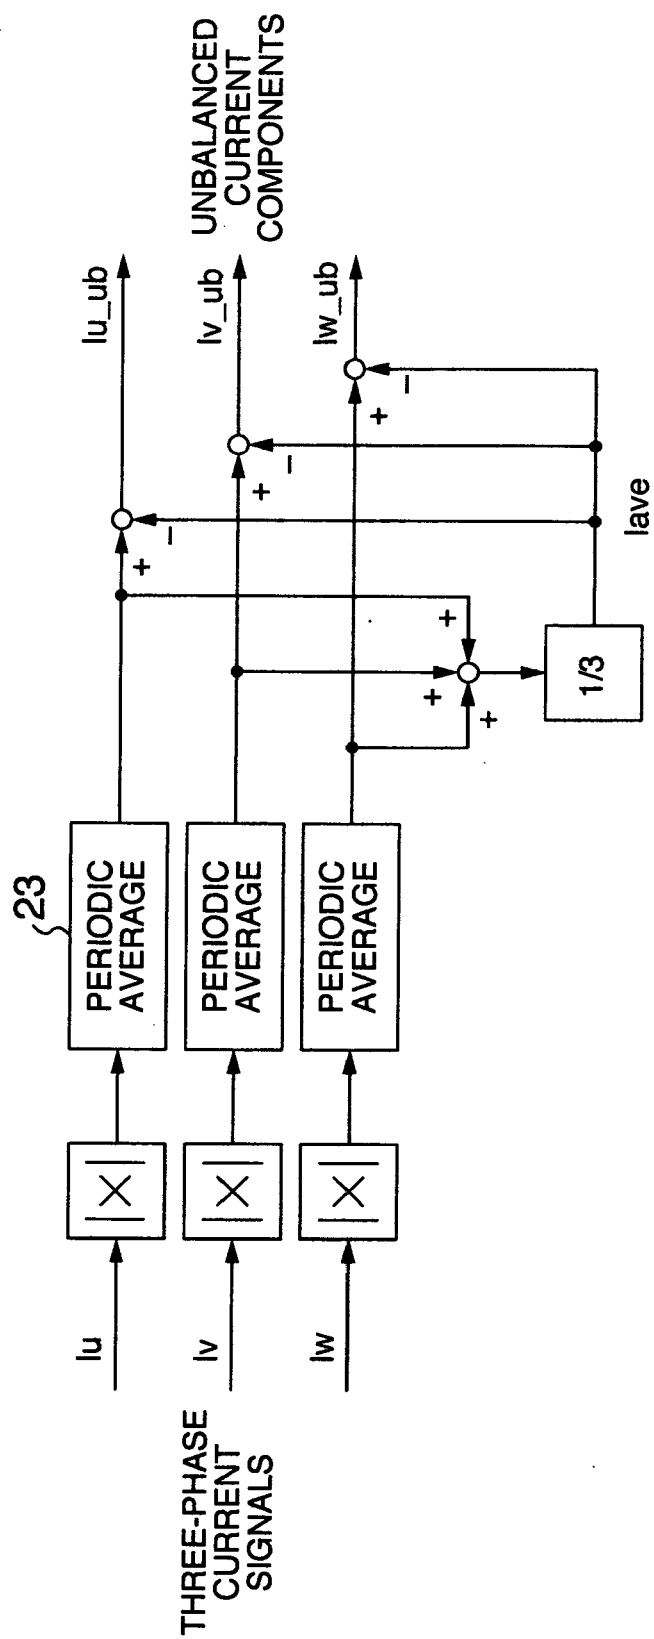 THREE-PHASE
CURRENT
SIGNALS
Iu
Iv
Iw
|X|
|X|
|X|
23
PERIODIC
AVERAGE
PERIODIC
AVERAGE
PERIODIC
AVERAGE
+
+
+
1/3
Iave
+
−
+
−
+
−
Iu_ub
Iv_ub
Iw_ub
UNBALANCED
CURRENT
COMPONENTS